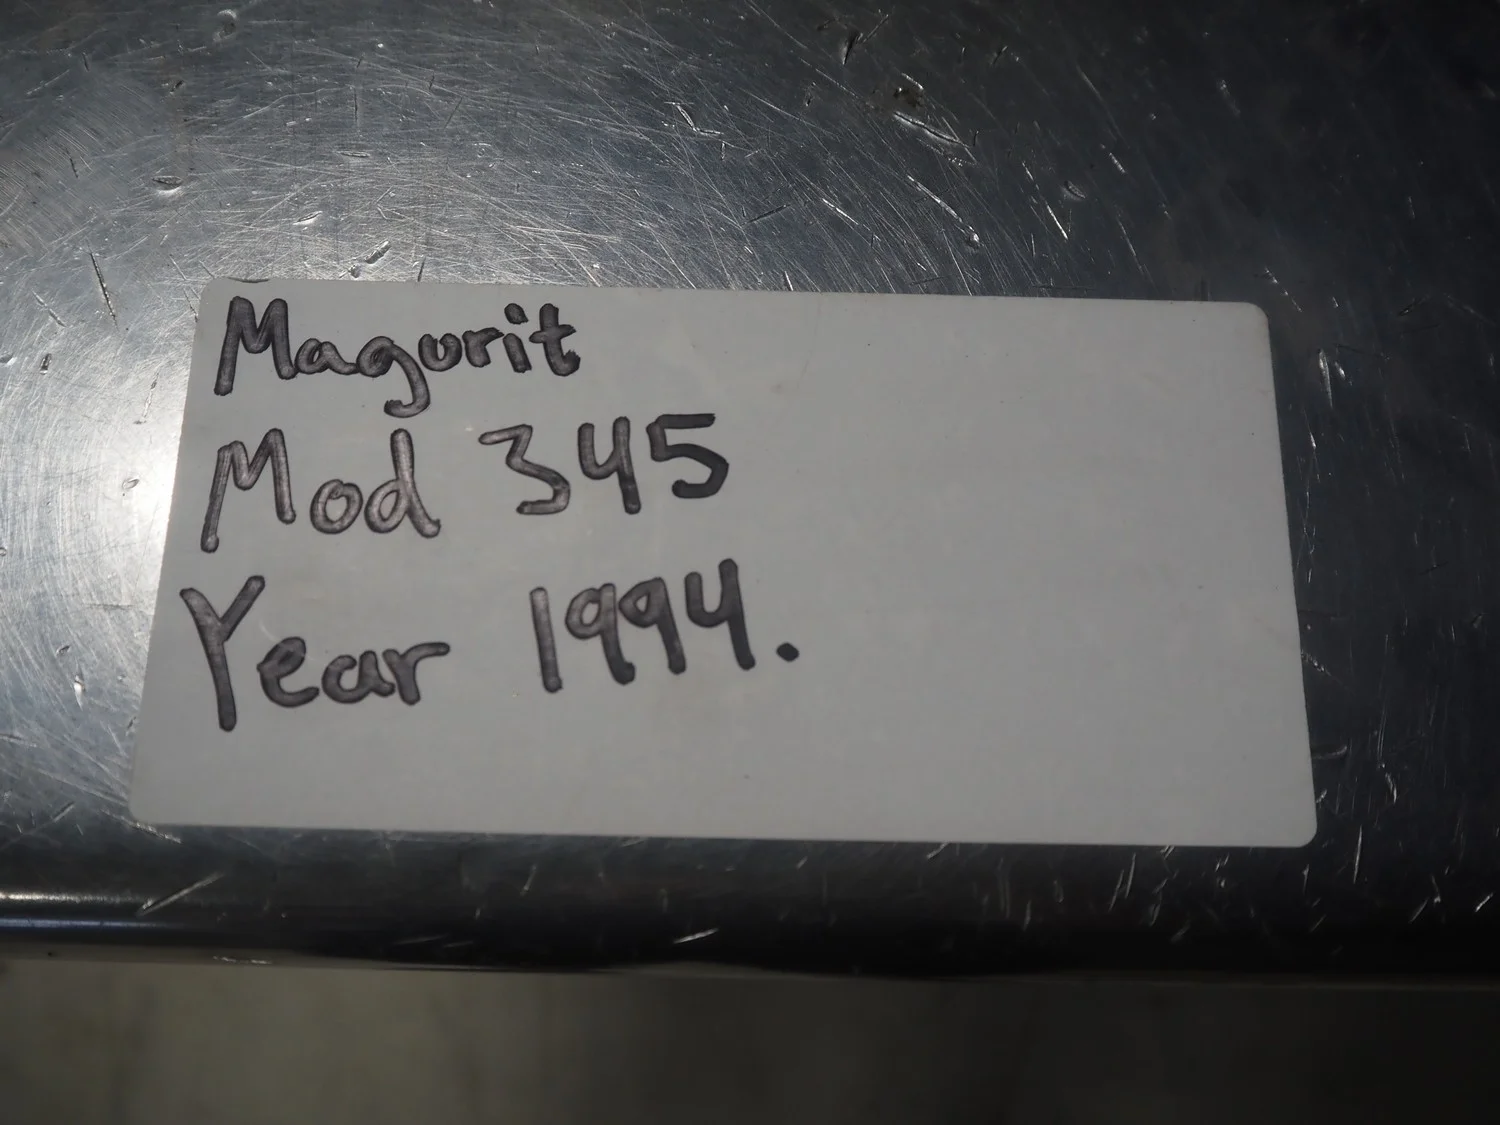 Magurit
Mod 345
Year 1994.